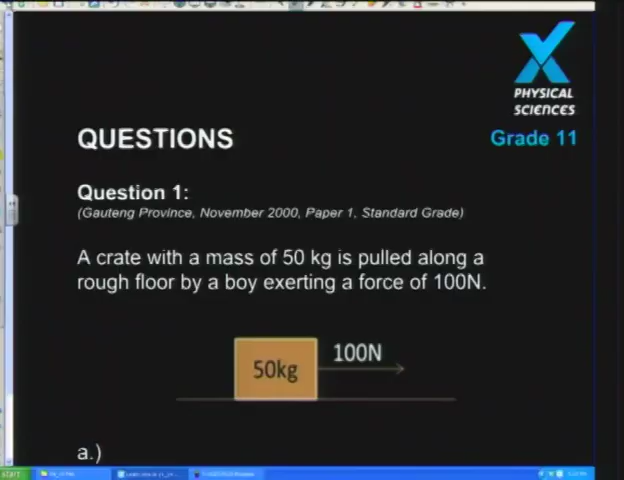 PHYSICAL
SCIENCES
QUESTIONS
Grade 11
Question 1:
(Gauteng Province, November 2000, Paper 1, Standard Grade)
A crate with a mass of 50 kg is pulled along a
rough floor by a boy exerting a force of 100N.
100N
50kg
a.)
start